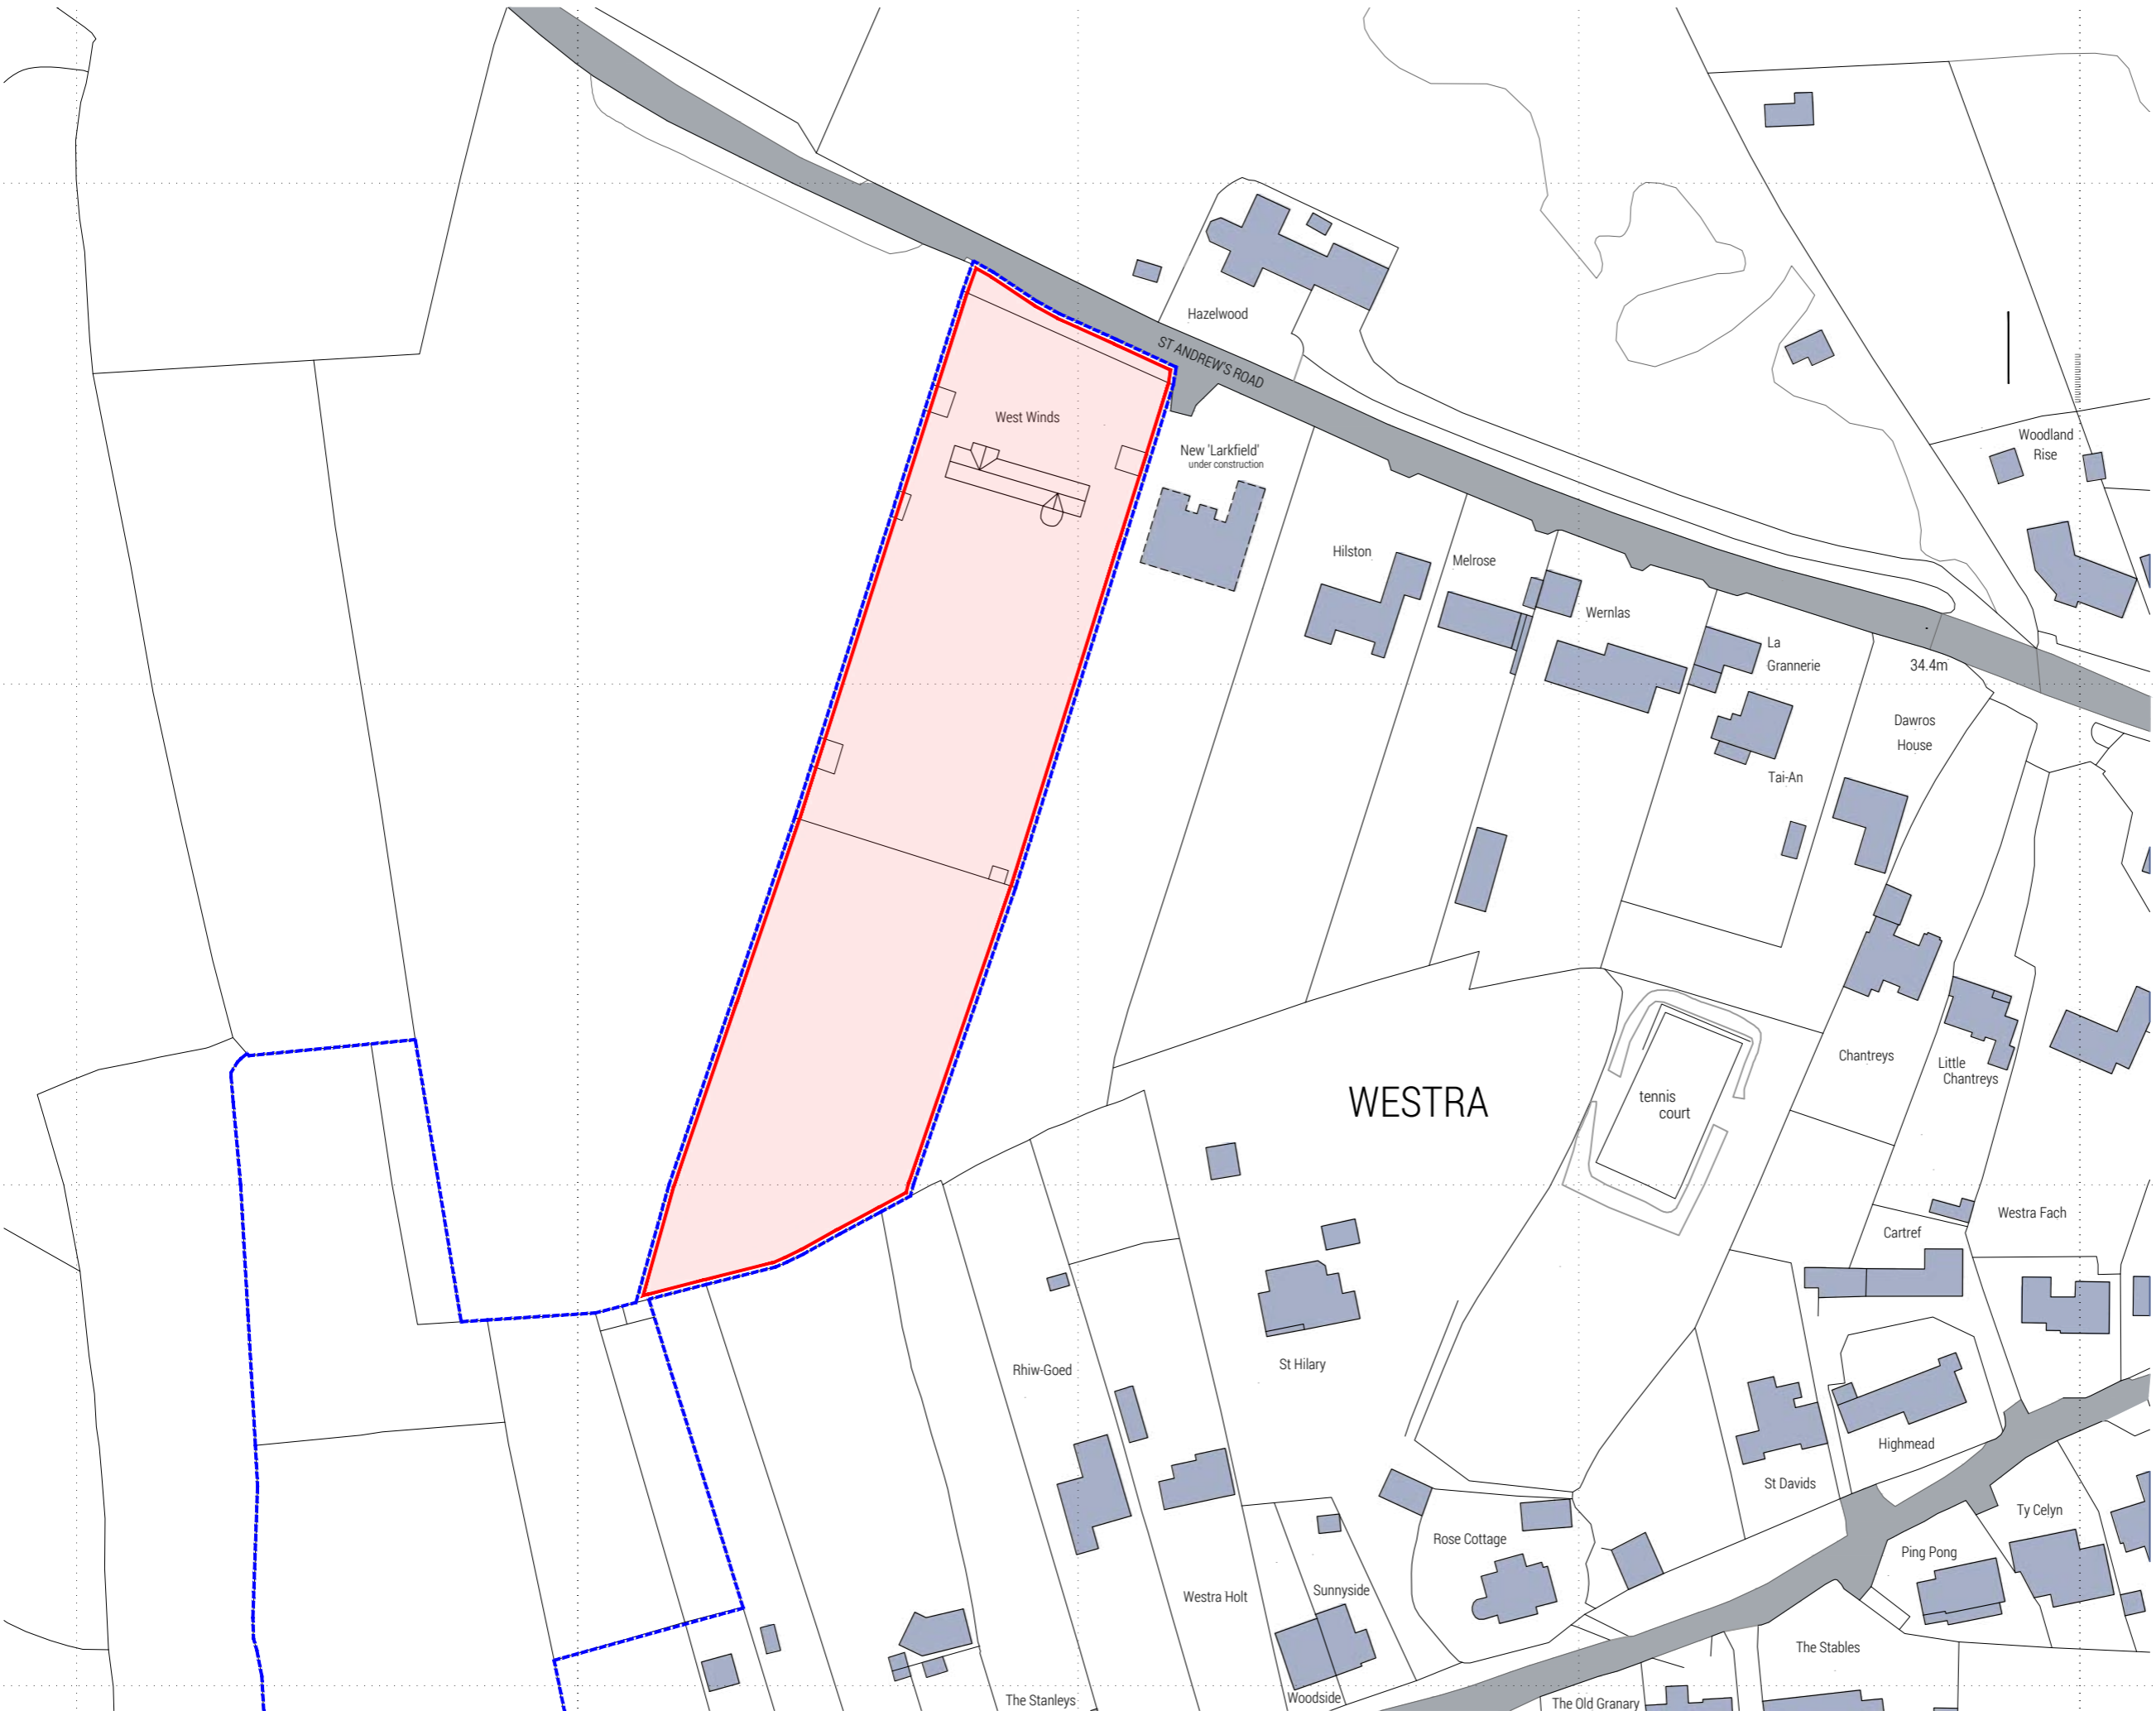 Hazelwood
ST ANDREW'S ROAD
West Winds
New 'Larkfield'
under construction
Woodland
Rise
Hilston
Melrose
Wernlas
La
Grannerie
34.4m
Dawros
House
Tai-An
WESTRA
tennis
court
Chantreys
Little
Chantreys
Westra Fach
Cartref
Rhiw-Goed
St Hilary
Highmead
St Davids
Ty Celyn
Rose Cottage
Ping Pong
Westra Holt
Sunnyside
The Stables
The Stanleys
Woodside
The Old Granary